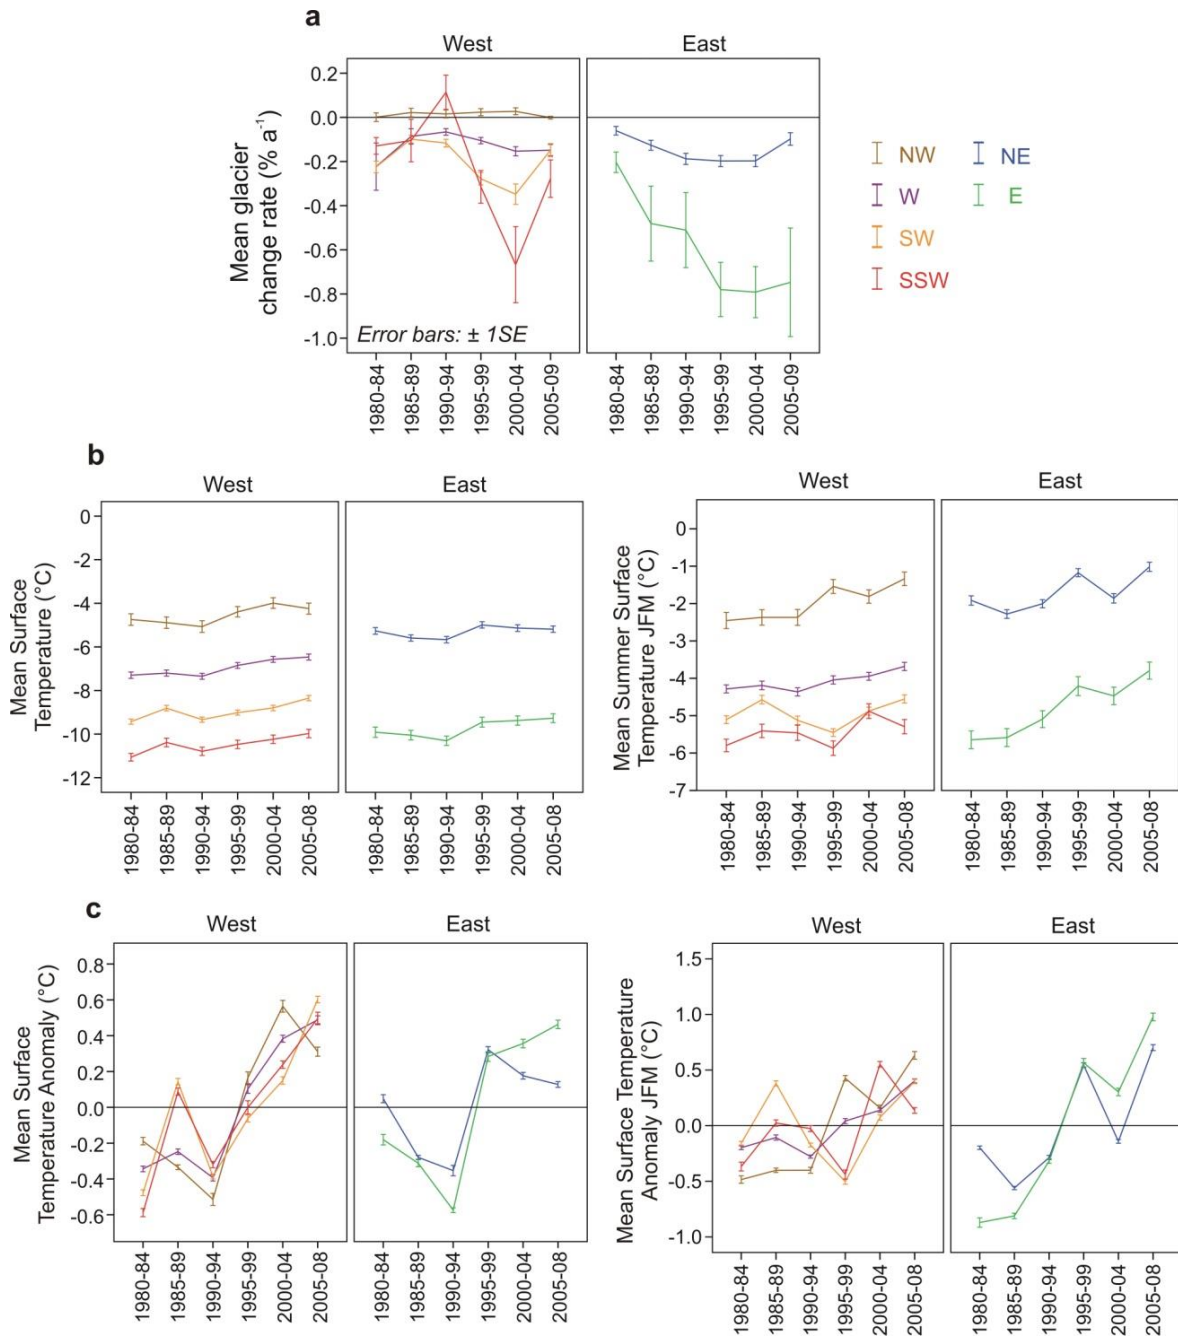 a
West East
Mean glacier
change rate (% a⁻¹)
0.2
0.0
-0.2
-0.4
-0.6
-0.8
-1.0
Error bars: ± 1SE
1980-84 1985-89 1990-94 1995-99 2000-04 2005-09
1980-84 1985-89 1990-94 1995-99 2000-04 2005-09
NW NE
W E
SW
SSW
b
West East
Mean Surface
Temperature (°C)
0
-2
-4
-6
-8
-10
-12
1980-84 1985-89 1990-94 1995-99 2000-04 2005-08
1980-84 1985-89 1990-94 1995-99 2000-04 2005-08
West East
Mean Summer Surface
Temperature JFM (°C)
0
-1
-2
-3
-4
-5
-6
-7
1980-84 1985-89 1990-94 1995-99 2000-04 2005-08
1980-84 1985-89 1990-94 1995-99 2000-04 2005-08
c
West East
Mean Surface
Temperature Anomaly (°C)
0.8
0.6
0.4
0.2
0.0
-0.2
-0.4
-0.6
1980-84 1985-89 1990-94 1995-99 2000-04 2005-08
1980-84 1985-89 1990-94 1995-99 2000-04 2005-08
West East
Mean Surface Temperature
Anomaly JFM (°C)
1.5
1.0
0.5
0.0
-0.5
-1.0
1980-84 1985-89 1990-94 1995-99 2000-04 2005-08
1980-84 1985-89 1990-94 1995-99 2000-04 2005-08